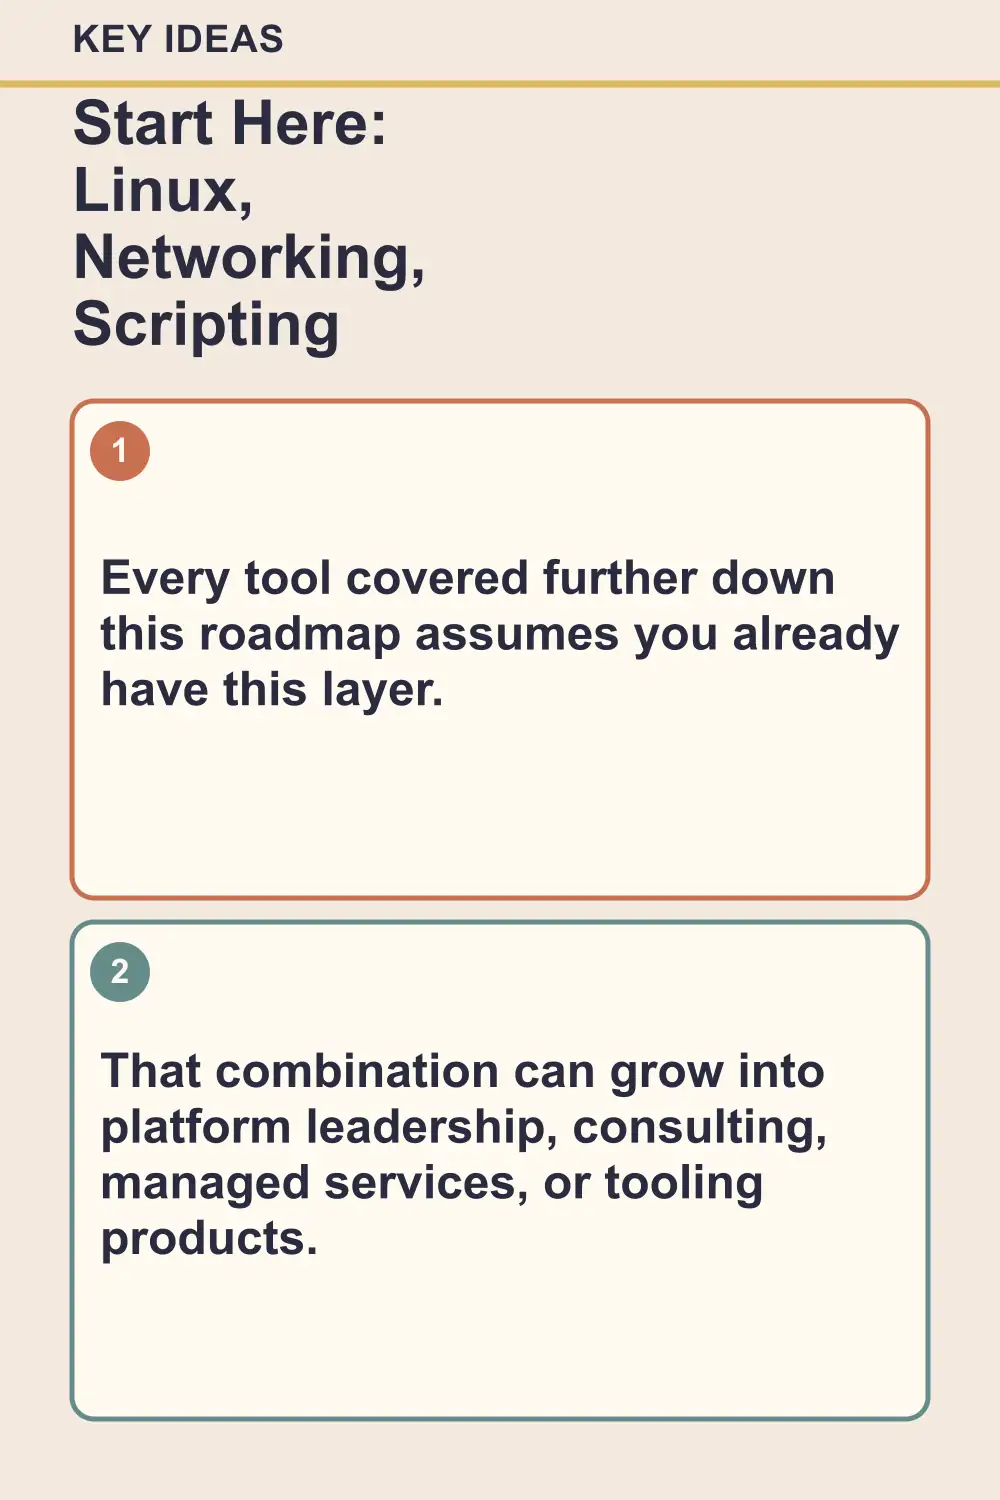 KEY IDEAS
Start Here:
Linux,
Networking,
Scripting
1
Every tool covered further down
this roadmap assumes you already
have this layer.
2
That combination can grow into
platform leadership, consulting,
managed services, or tooling
products.